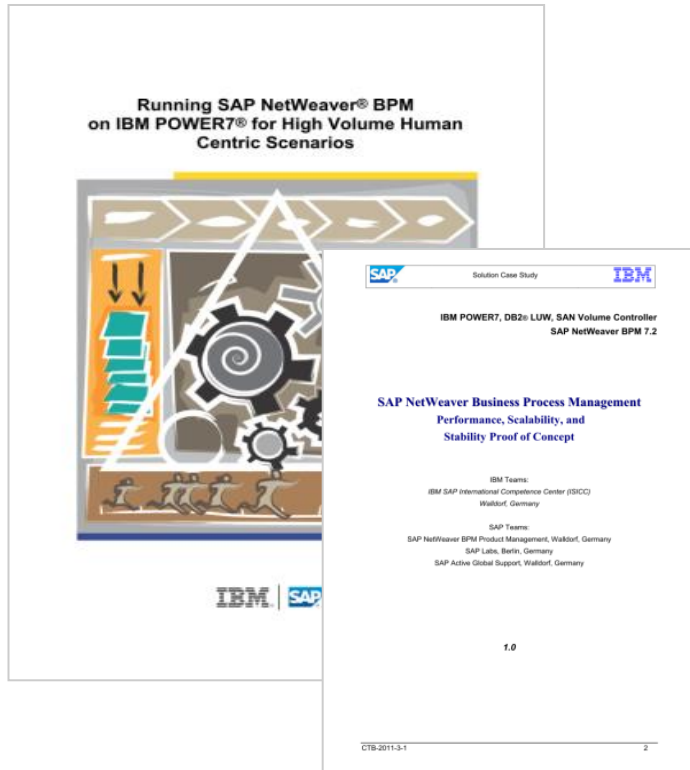 Running SAP NetWeaver® BPM
on IBM POWER7® for High Volume Human
Centric Scenarios
IBM SAP
SAP Solution Case Study IBM
IBM POWER7, DB2® LUW, SAN Volume Controller
SAP NetWeaver BPM 7.2
SAP NetWeaver Business Process Management
Performance, Scalability, and
Stability Proof of Concept
IBM Teams:
IBM SAP International Competence Center (ISICC)
Walldorf, Germany
SAP Teams:
SAP NetWeaver BPM Product Management, Walldorf, Germany
SAP Labs, Berlin, Germany
SAP Active Global Support, Walldorf, Germany
1.0
CTB-2011-3-1 2